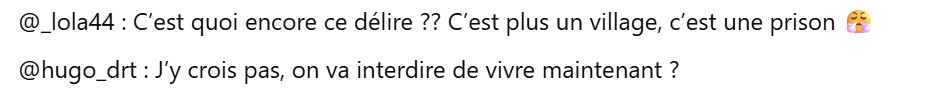 @_lola44 : C’est quoi encore ce délire ?? C’est plus un village, c’est une prison 😤
@hugo_drt : J’y crois pas, on va interdire de vivre maintenant ?